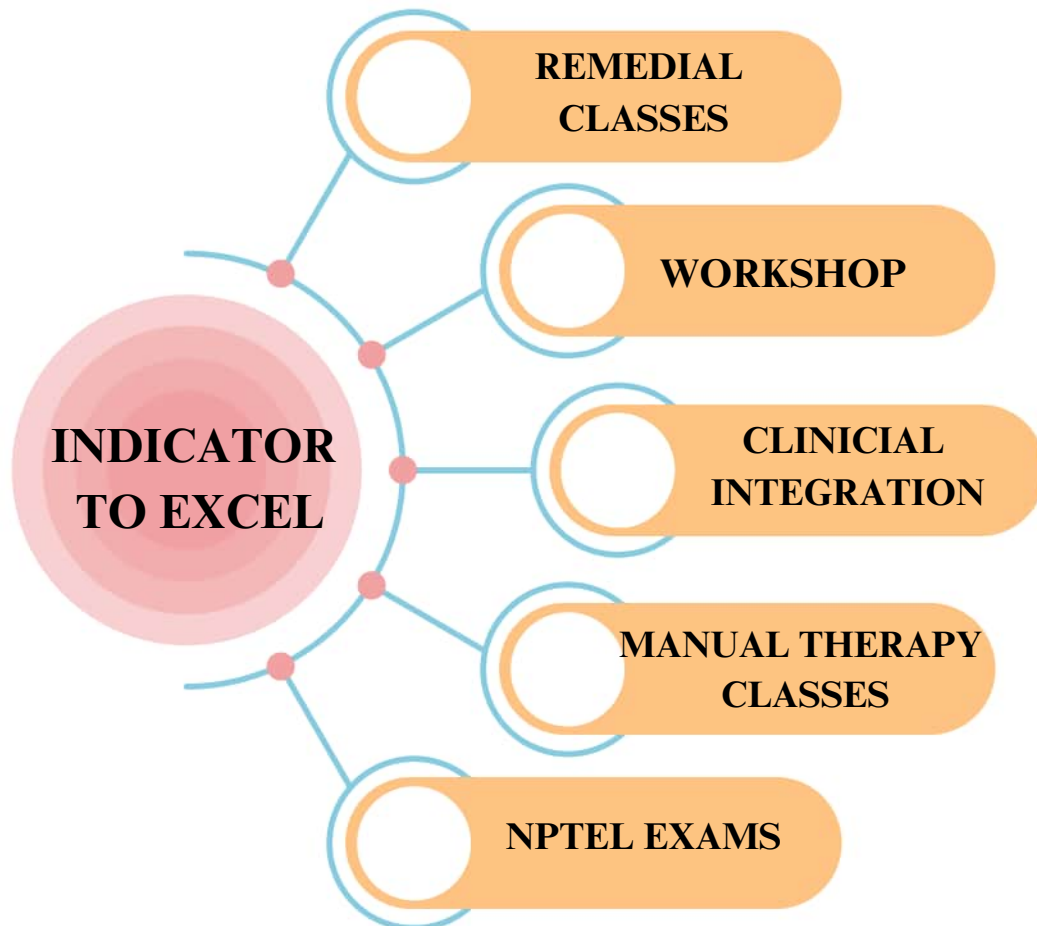 REMEDIAL
CLASSES
WORKSHOP
INDICATOR
TO EXCEL
CLINICIAL
INTEGRATION
MANUAL THERAPY
CLASSES
NPTEL EXAMS